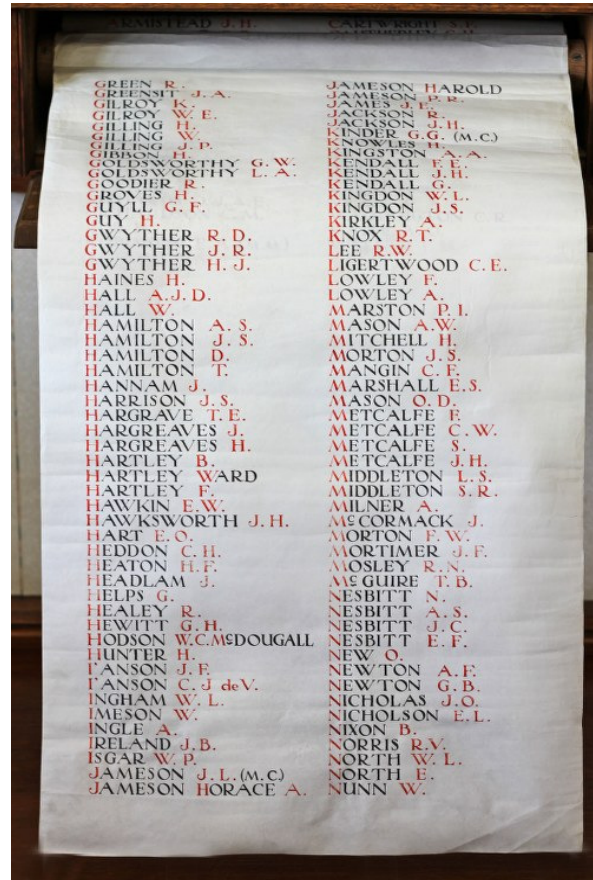 ARMISTEAD J. H.
CARTWRIGHT S. F.
GREEN R.
GREENSIT J. A.
GILROY K.
GILROY W. E.
GILLING H.
GILLING W.
GILLING J. P.
GIBBON H.
GOLDSWORTHY G. W.
GOLDSWORTHY L. A.
GOODIER R.
GROVES H.
GUYLL G. F.
GUY H.
GWYTHER R. D.
GWYTHER J. R.
GWYTHER H. J.
HAINES H.
HALL A. J. D.
HALL W.
HAMILTON A. S.
HAMILTON J. S.
HAMILTON D.
HAMILTON T.
HANNAM J.
HARRISON J. S.
HARGRAVE T. E.
HARGREAVES J.
HARGREAVES H.
HARTLEY B.
HARTLEY WARD
HARTLEY F.
HAWKIN E. W.
HAWKSWORTH J. H.
HART E. O.
HEDDON C. H.
HEATON H. F.
HEADLAM J.
HELPS G.
HEALEY R.
HEWITT G. H.
HODSON W. C. McDOUGALL
HUNTER H.
I'ANSON J. F.
I'ANSON C. J deV.
INGHAM W. L.
IMESON W.
INGLE A.
IRELAND J. B.
ISGAR W. P.
JAMESON J. L. (M. C.)
JAMESON HORACE A.
JAMESON HAROLD
JAMESON P. R.
JAMES J. E.
JACKSON R.
JACKSON J. H.
KINDER G. G. (M.C.)
KNOWLES H.
KINGSTON A. A.
KENDALL F. E.
KENDALL J. H.
KENDALL G.
KINGDON W. L.
KINGDON J. S.
KIRKLEY A.
KNOX R. T.
LEE R. W.
LIGERTWOOD C. E.
LOWLEY F.
LOWLEY A.
MARSTON P. I.
MASON A. W.
MITCHELL H.
MORTON J. S.
MANGIN C. F.
MARSHALL E. S.
MASON O. D.
METCALFE F.
METCALFE C. W.
METCALFE S.
METCALFE J. H.
MIDDLETON L. S.
MIDDLETON S. R.
MILNER A.
McCORMACK J.
MORTON F. W.
MORTIMER J. F.
MOSLEY R. N.
McGUIRE T. B.
NESBITT N.
NESBITT A. S.
NESBITT J. C.
NESBITT E. F.
NEW O.
NEWTON A. F.
NEWTON G. B.
NICHOLAS J. O.
NICHOLSON E. L.
NIXON B.
NORRIS R. V.
NORTH W. L.
NORTH E.
NUNN W.